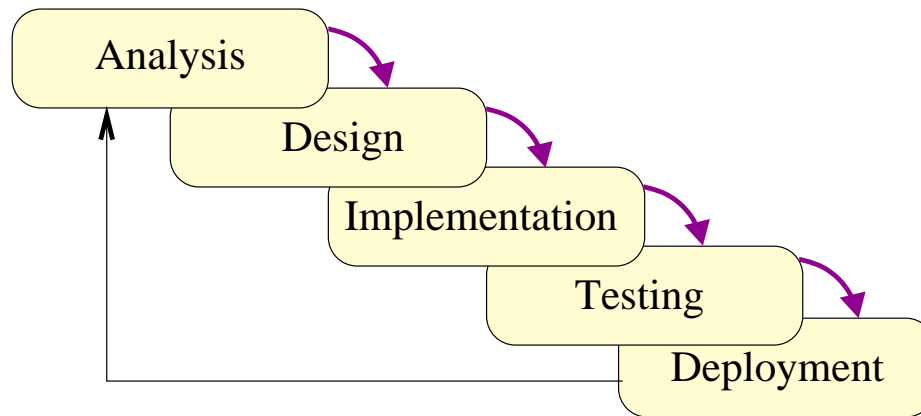 Analysis
Design
Implementation
Testing
Deployment